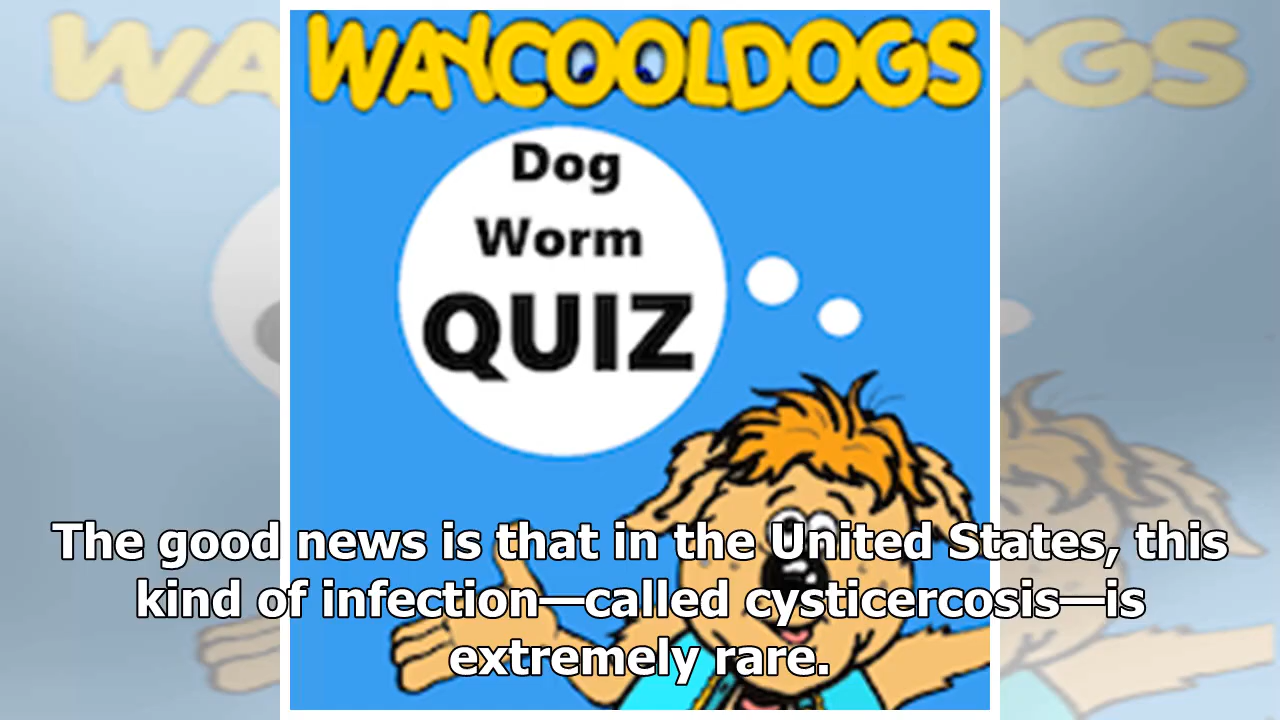 WAYCOOLDOGS
Dog
Worm
QUIZ
The good news is that in the United States, this
kind of infection—called cysticercosis—is
extremely rare.